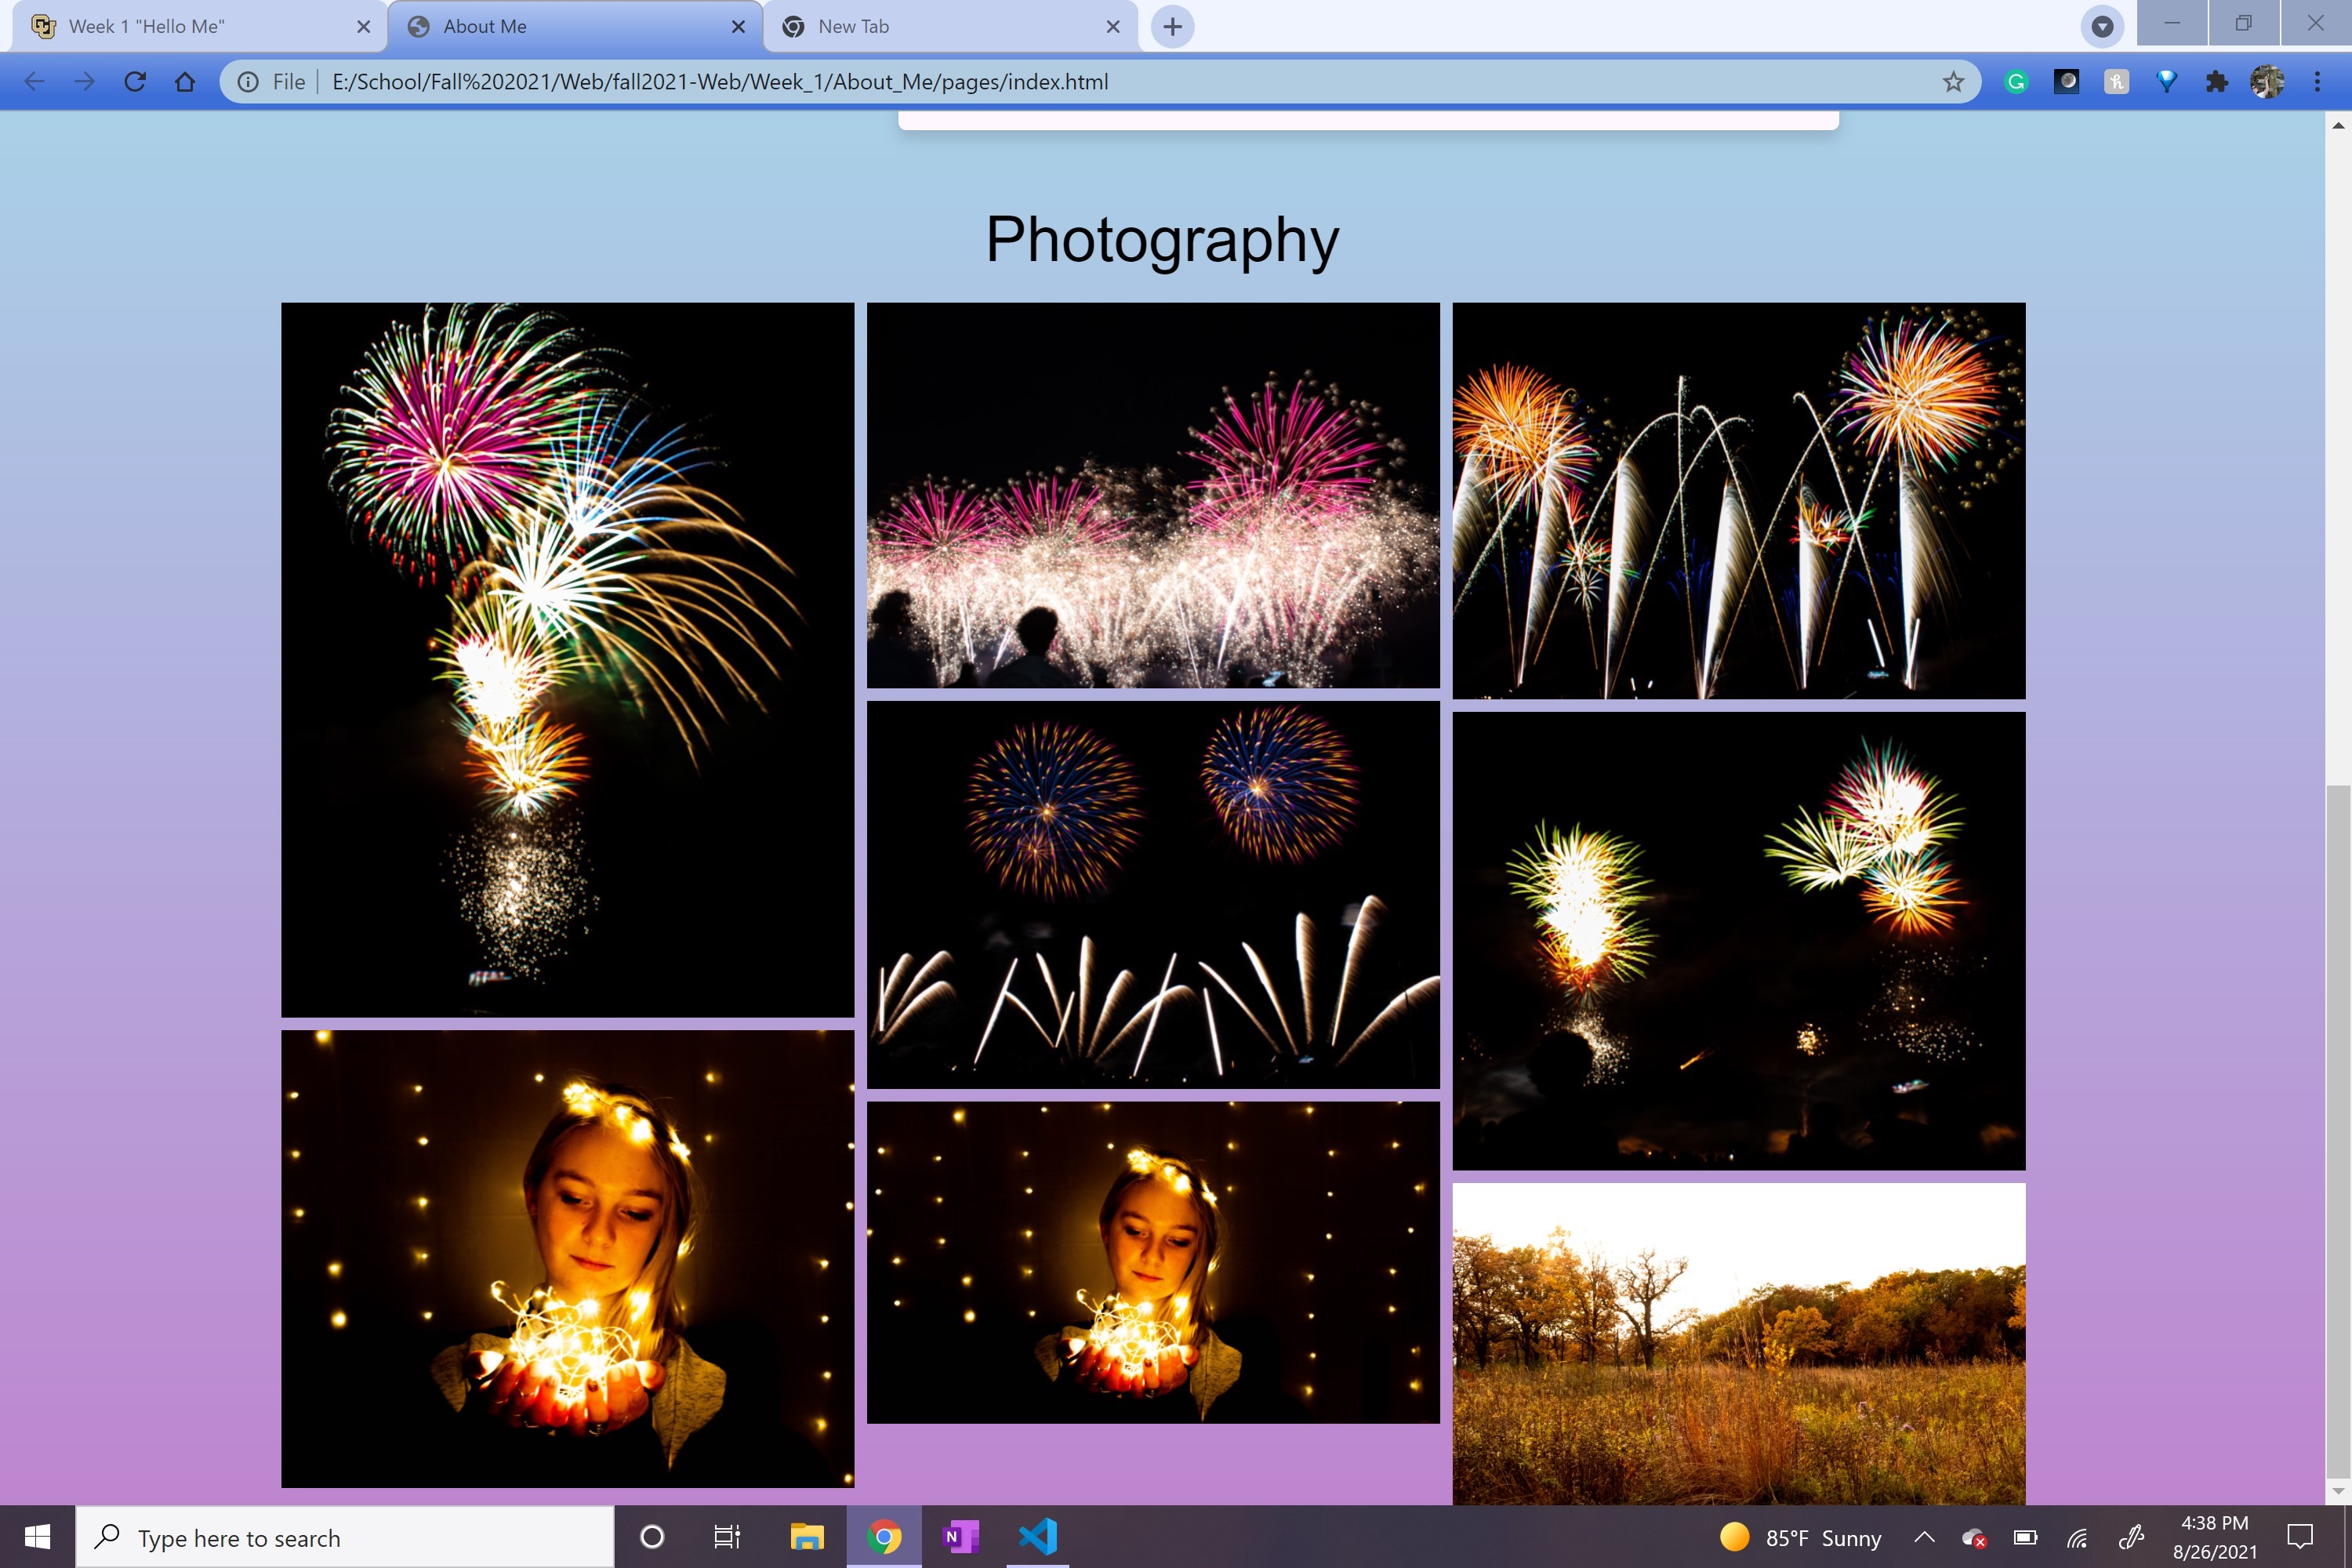 Week 1 "Hello Me"
About Me
New Tab
File
E:/School/Fall%202021/Web/fall2021-Web/Week_1/About_Me/pages/index.html
Photography
Type here to search
N
85°F Sunny
4:38 PM
8/26/2021